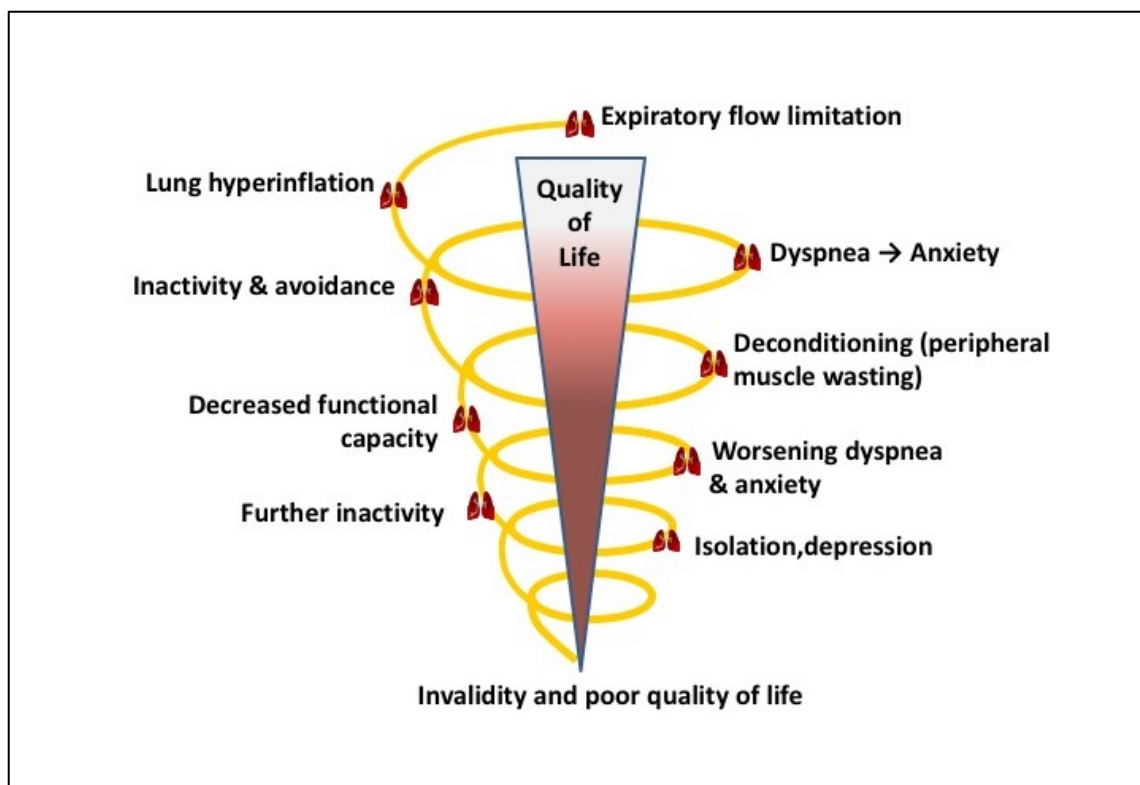 Expiratory flow limitation
Lung hyperinflation
Quality
of
Life
Dyspnea → Anxiety
Inactivity & avoidance
Deconditioning (peripheral
muscle wasting)
Decreased functional
capacity
Worsening dyspnea
& anxiety
Further inactivity
Isolation,depression
Invalidity and poor quality of life